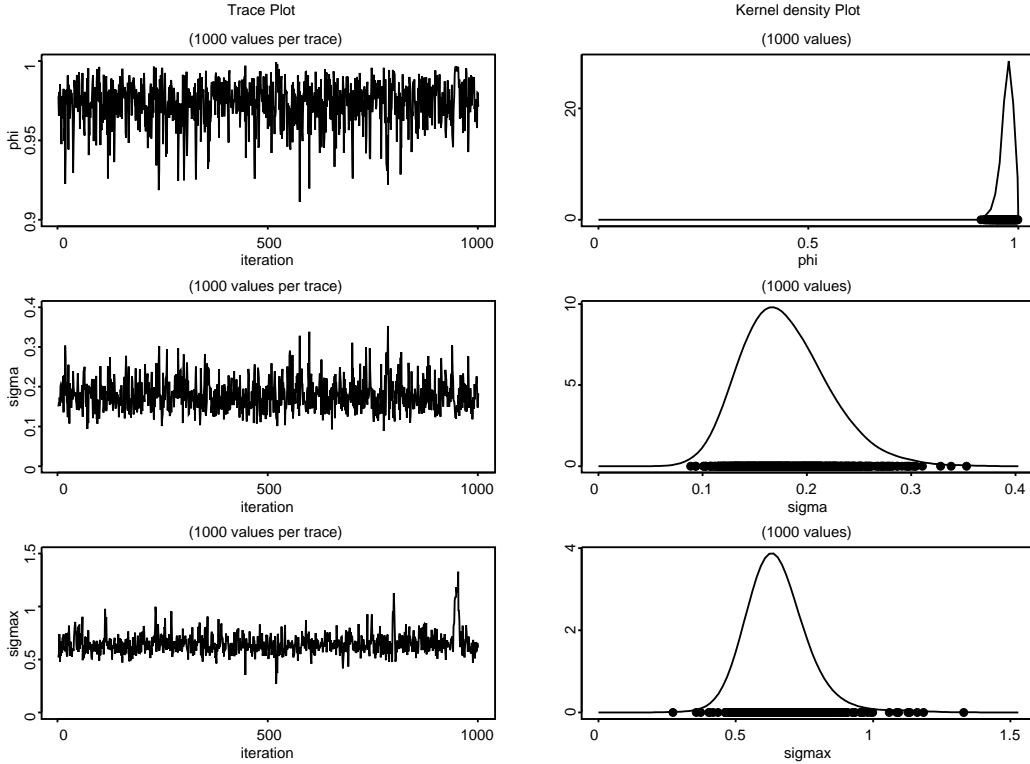 Trace Plot
Kernel density Plot
(1000 values per trace)
(1000 values)
phi
0.9 0.95 1
0 500 1000
iteration
0 20
0 0.5 1
phi
(1000 values per trace)
(1000 values)
sigma
0 0.1 0.2 0.3 0.4
0 500 1000
iteration
0 5 10
0 0.1 0.2 0.3 0.4
sigma
(1000 values per trace)
(1000 values)
sigmax
0 0.5 1 1.5
0 500 1000
iteration
0 2 4
0 0.5 1 1.5
sigmax